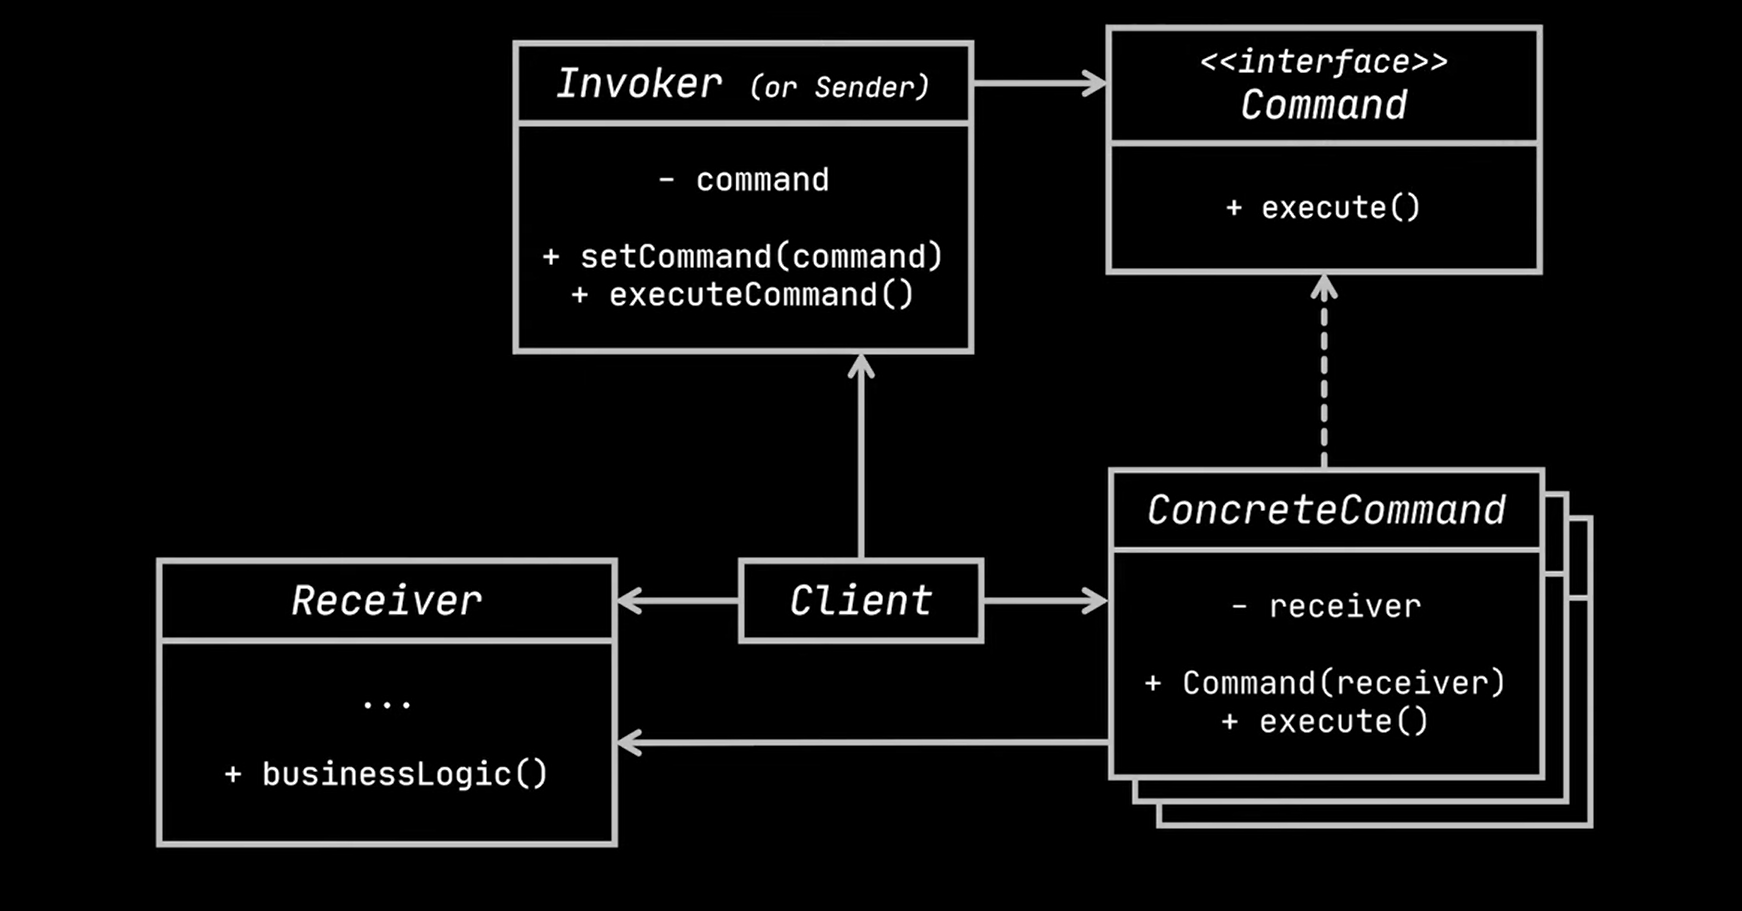 Invoker (or Sender)
- command
+ setCommand(command)
+ executeCommand()
<<interface>>
Command
+ execute()
Receiver
...
+ businessLogic()
Client
ConcreteCommand
- receiver
+ Command(receiver)
+ execute()